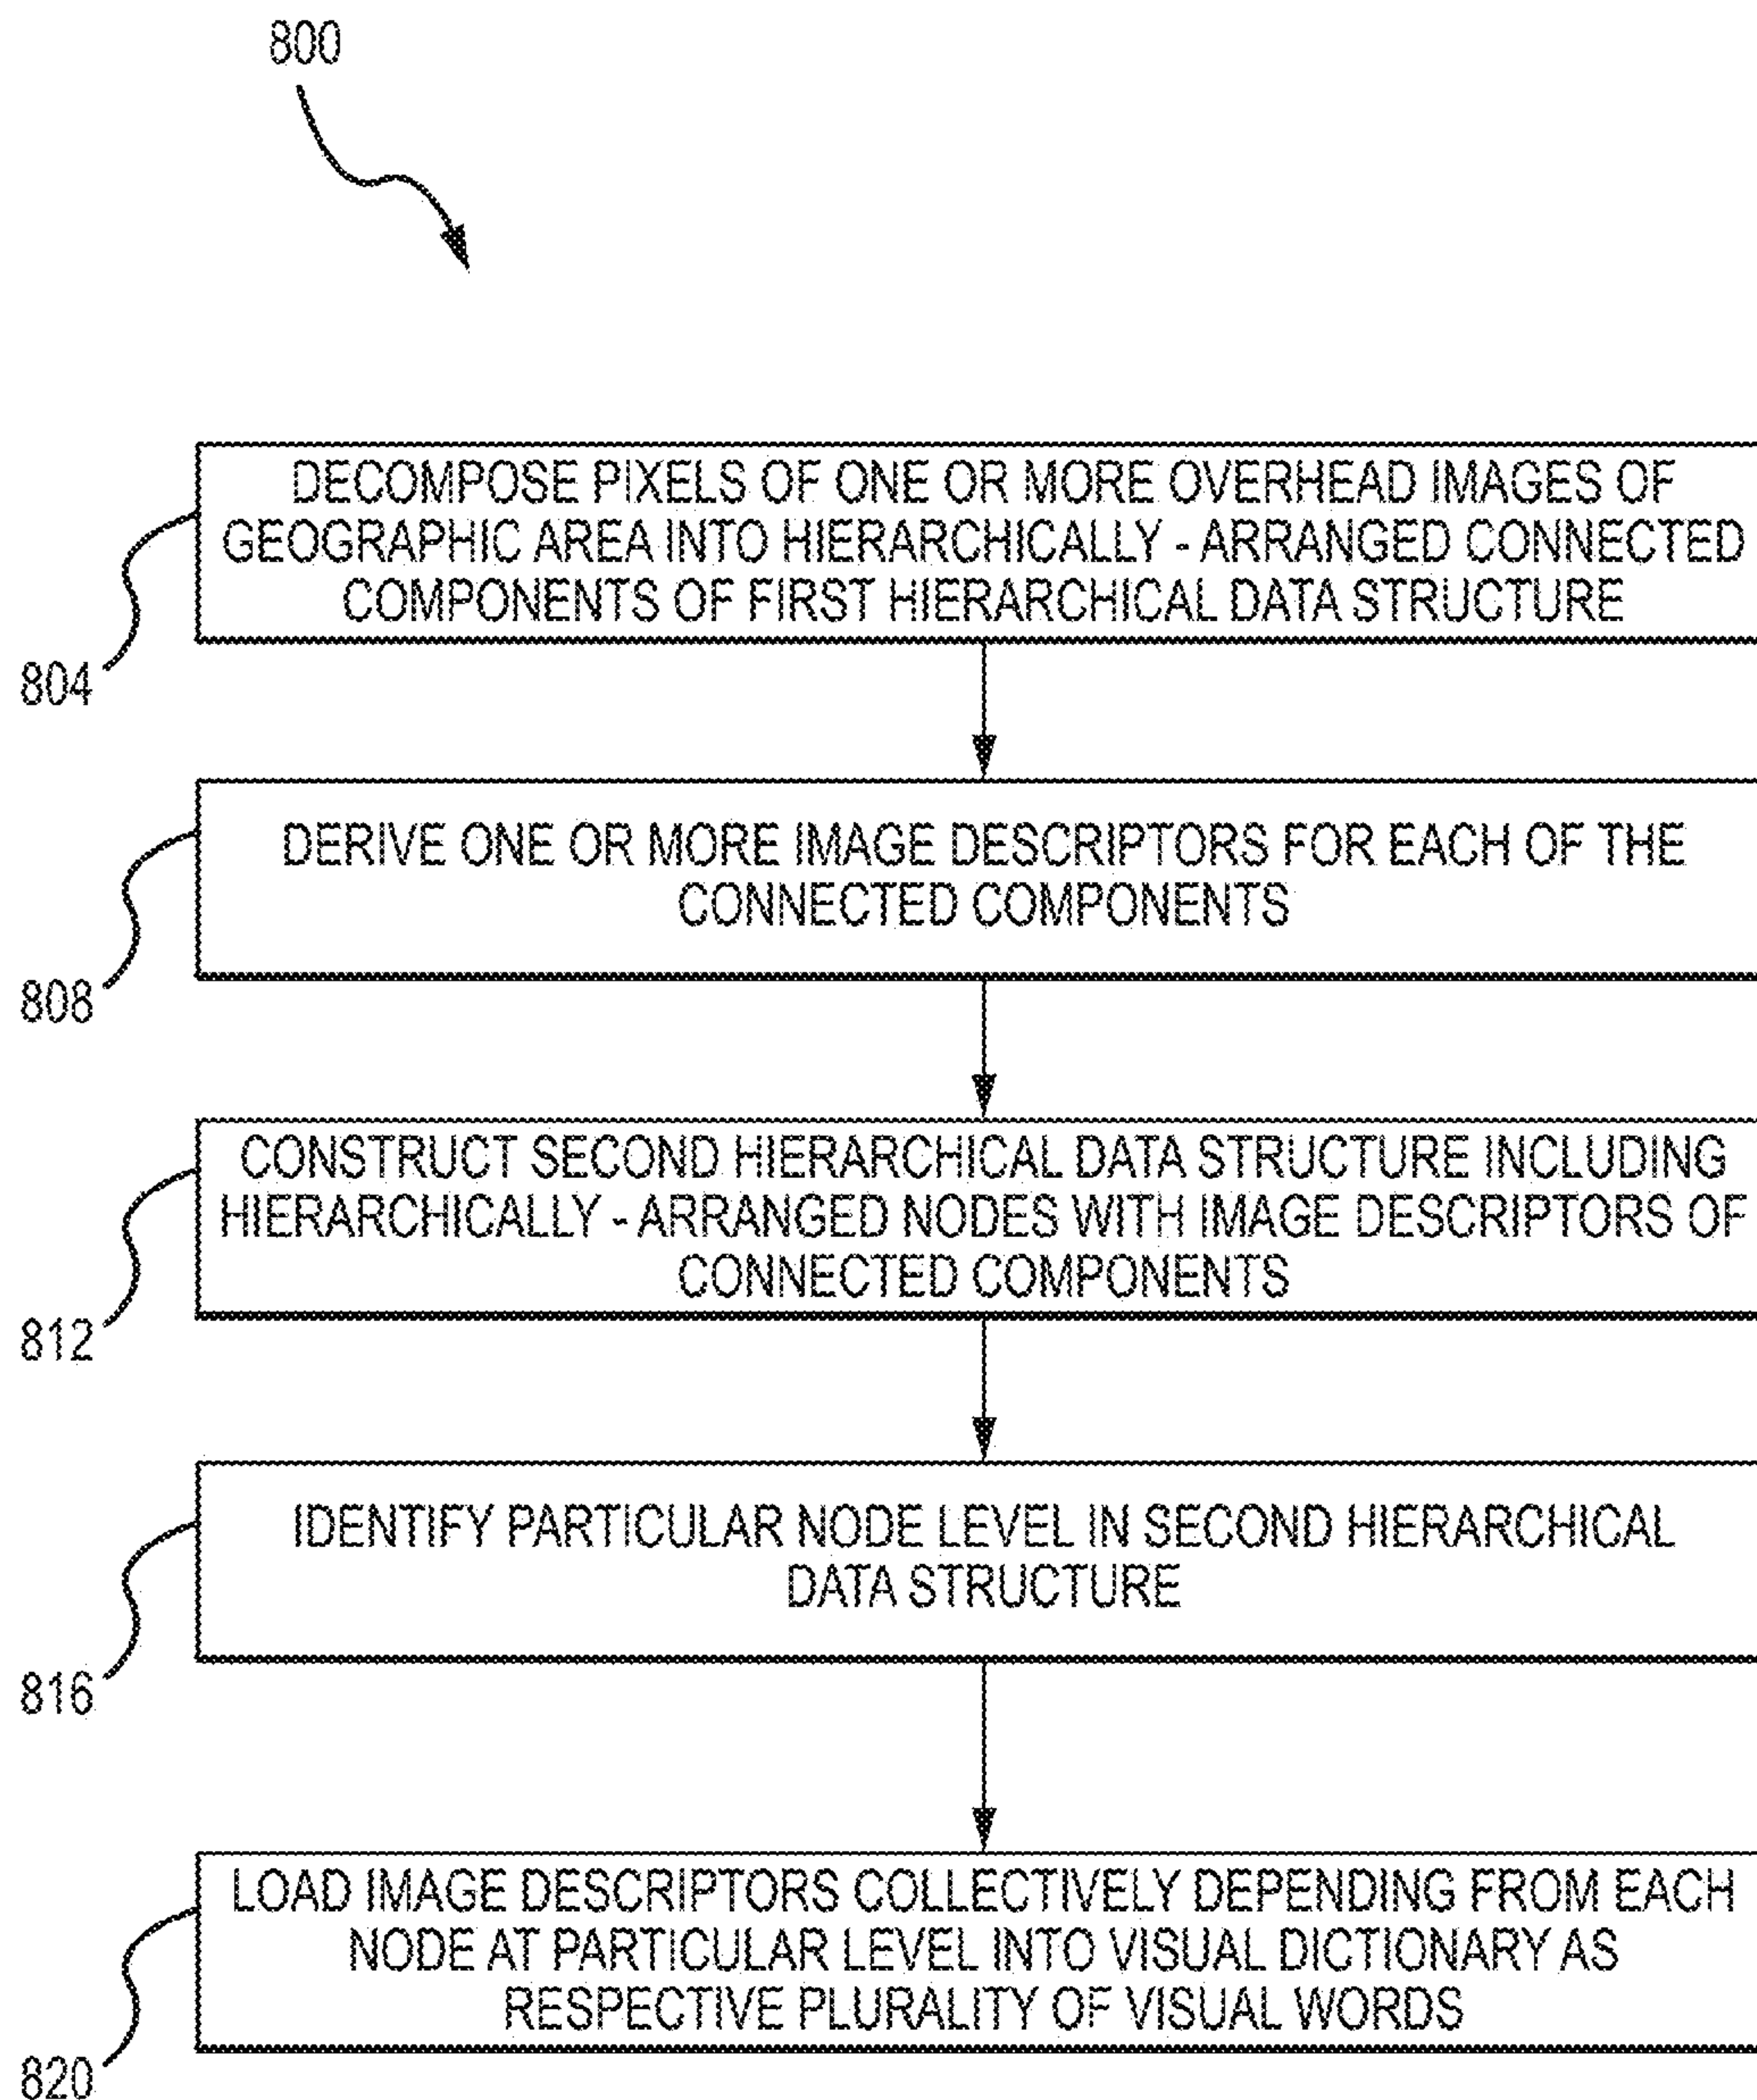 800
DECOMPOSE PIXELS OF ONE OR MORE OVERHEAD IMAGES OF
GEOGRAPHIC AREA INTO HIERARCHICALLY - ARRANGED CONNECTED
COMPONENTS OF FIRST HIERARCHICAL DATA STRUCTURE
804
DERIVE ONE OR MORE IMAGE DESCRIPTORS FOR EACH OF THE
CONNECTED COMPONENTS
808
CONSTRUCT SECOND HIERARCHICAL DATA STRUCTURE INCLUDING
HIERARCHICALLY - ARRANGED NODES WITH IMAGE DESCRIPTORS OF
CONNECTED COMPONENTS
812
IDENTIFY PARTICULAR NODE LEVEL IN SECOND HIERARCHICAL
DATA STRUCTURE
816
LOAD IMAGE DESCRIPTORS COLLECTIVELY DEPENDING FROM EACH
NODE AT PARTICULAR LEVEL INTO VISUAL DICTIONARY AS
RESPECTIVE PLURALITY OF VISUAL WORDS
820